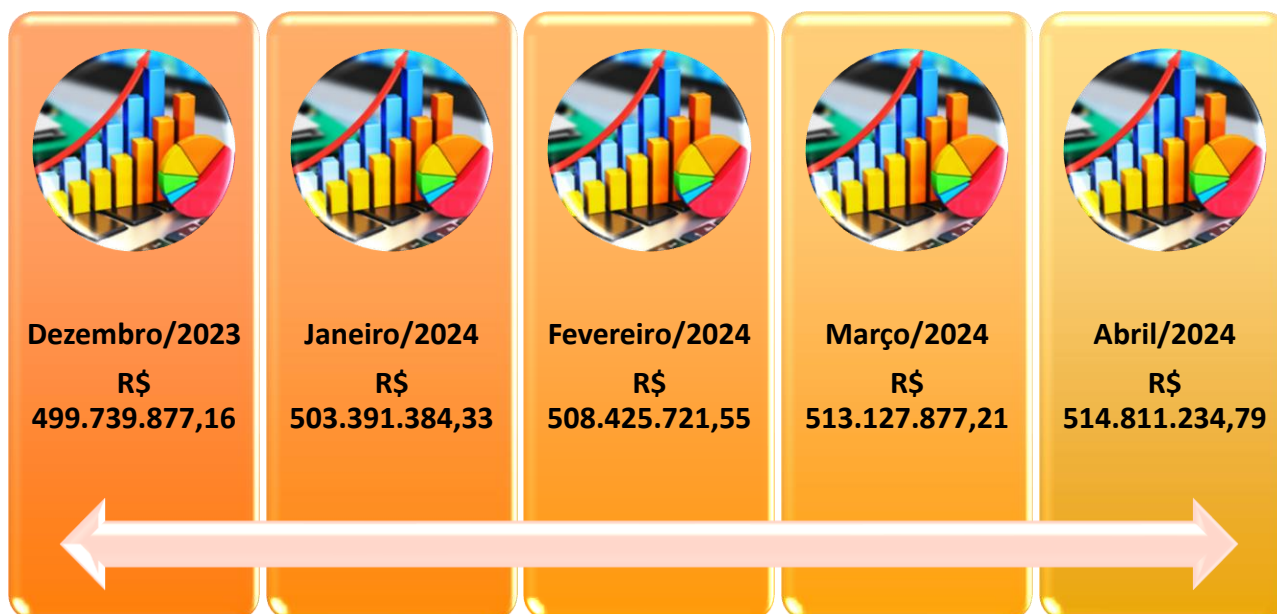 Dezembro/2023
R$
499.739.877,16
Janeiro/2024
R$
503.391.384,33
Fevereiro/2024
R$
508.425.721,55
Março/2024
R$
513.127.877,21
Abril/2024
R$
514.811.234,79